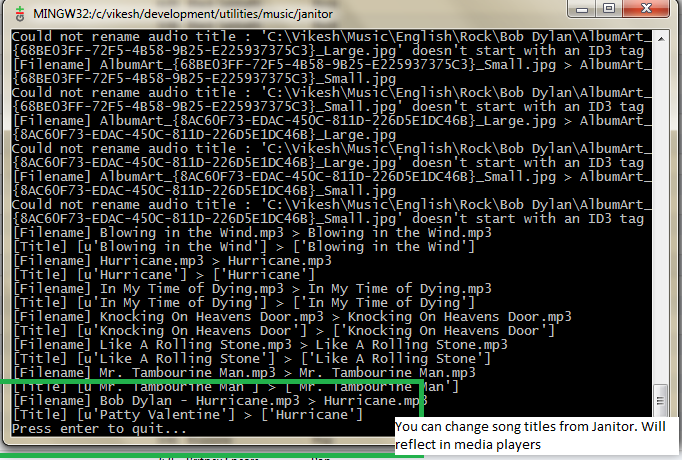 MINGW32:/c/vikesh/development/utilities/music/janitor
Could not rename audio title : 'C:\Vikesh\Music\English\Rock\Bob Dylan\AlbumArt_
{68BE03FF-72F5-4B58-9B25-E225937375C3}_Large.jpg' doesn't start with an ID3 tag
[Filename] AlbumArt_{68BE03FF-72F5-4B58-9B25-E225937375C3}_Small.jpg > AlbumArt_
{68BE03FF-72F5-4B58-9B25-E225937375C3}_Small.jpg
Could not rename audio title : 'C:\Vikesh\Music\English\Rock\Bob Dylan\AlbumArt_
{68BE03FF-72F5-4B58-9B25-E225937375C3}_Small.jpg' doesn't start with an ID3 tag
[Filename] AlbumArt_{8AC60F73-EDAC-450C-811D-226D5E1DC46B}_Large.jpg > AlbumArt_
{8AC60F73-EDAC-450C-811D-226D5E1DC46B}_Large.jpg
Could not rename audio title : 'C:\Vikesh\Music\English\Rock\Bob Dylan\AlbumArt_
{8AC60F73-EDAC-450C-811D-226D5E1DC46B}_Large.jpg' doesn't start with an ID3 tag
[Filename] AlbumArt_{8AC60F73-EDAC-450C-811D-226D5E1DC46B}_Small.jpg > AlbumArt_
{8AC60F73-EDAC-450C-811D-226D5E1DC46B}_Small.jpg
Could not rename audio title : 'C:\Vikesh\Music\English\Rock\Bob Dylan\AlbumArt_
{8AC60F73-EDAC-450C-811D-226D5E1DC46B}_Small.jpg' doesn't start with an ID3 tag
[Filename] Blowing in the Wind.mp3 > Blowing in the Wind.mp3
[Title] [u'Blowing in the Wind'] > ['Blowing in the Wind']
[Filename] Hurricane.mp3 > Hurricane.mp3
[Title] [u'Hurricane'] > ['Hurricane']
[Filename] In My Time of Dying.mp3 > In My Time of Dying.mp3
[Title] [u'In My Time of Dying'] > ['In My Time of Dying']
[Filename] Knocking On Heavens Door.mp3 > Knocking On Heavens Door.mp3
[Title] [u'Knocking On Heavens Door'] > ['Knocking On Heavens Door']
[Filename] Like A Rolling Stone.mp3 > Like A Rolling Stone.mp3
[Title] [u'Like A Rolling Stone'] > ['Like A Rolling Stone']
[Filename] Mr. Tambourine Man.mp3 > Mr. Tambourine Man.mp3
[Title] [u'Mr. Tambourine Man'] > ['Mr. Tambourine Man']
[Filename] Bob Dylan - Hurricane.mp3 > Hurricane.mp3
[Title] [u'Patty Valentine'] > ['Hurricane']
Press enter to quit...
You can change song titles from Janitor. Will
reflect in media players